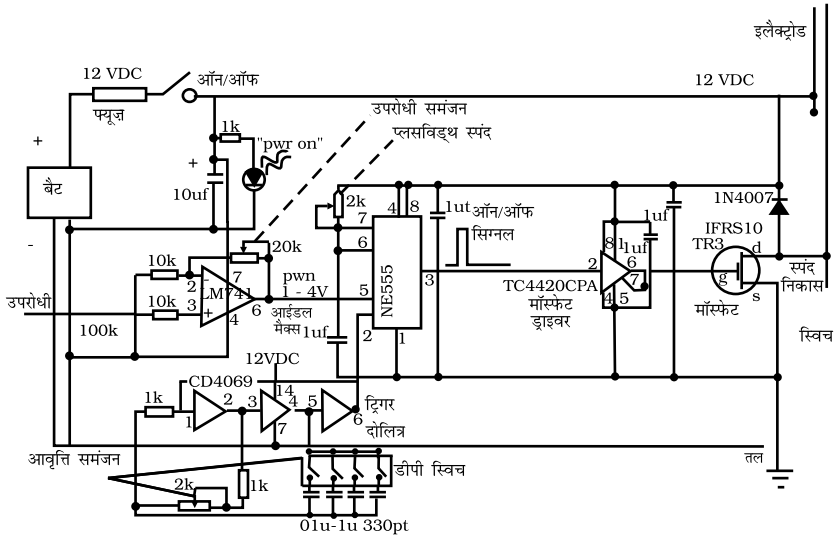 इलैक्ट्रोड
12 VDC
ऑन/ऑफ
12 VDC
फ्यूज़
उपरोधी समंजन
प्लसविड्थ स्पंद
+
1k
"pwr on"
+
बैट
10uf
-
2k
7
4
8
1ut
ऑन/ऑफ
सिग्नल
1uf
1N4007
IFRS10
TR3
d
g
s
मॉस्फेट
स्पंद
निकास
स्विच
6
20k
10k
2
7
LM741
pwn
1 - 4V
आईडल
मैक्स
5
NE555
3
2
8
1
1uf
6
7
4
5
TC4420CPA
मॉस्फेट
ड्राइवर
उपरोधी
10k
3
+
4
6
100k
1uf
2
1
12VDC
CD4069
1k
1
2
3
14
4
7
5
6
ट्रिगर
दोलित्र
आवृत्ति समंजन
तल
2k
1k
डीपी स्विच
01u-1u 330pt